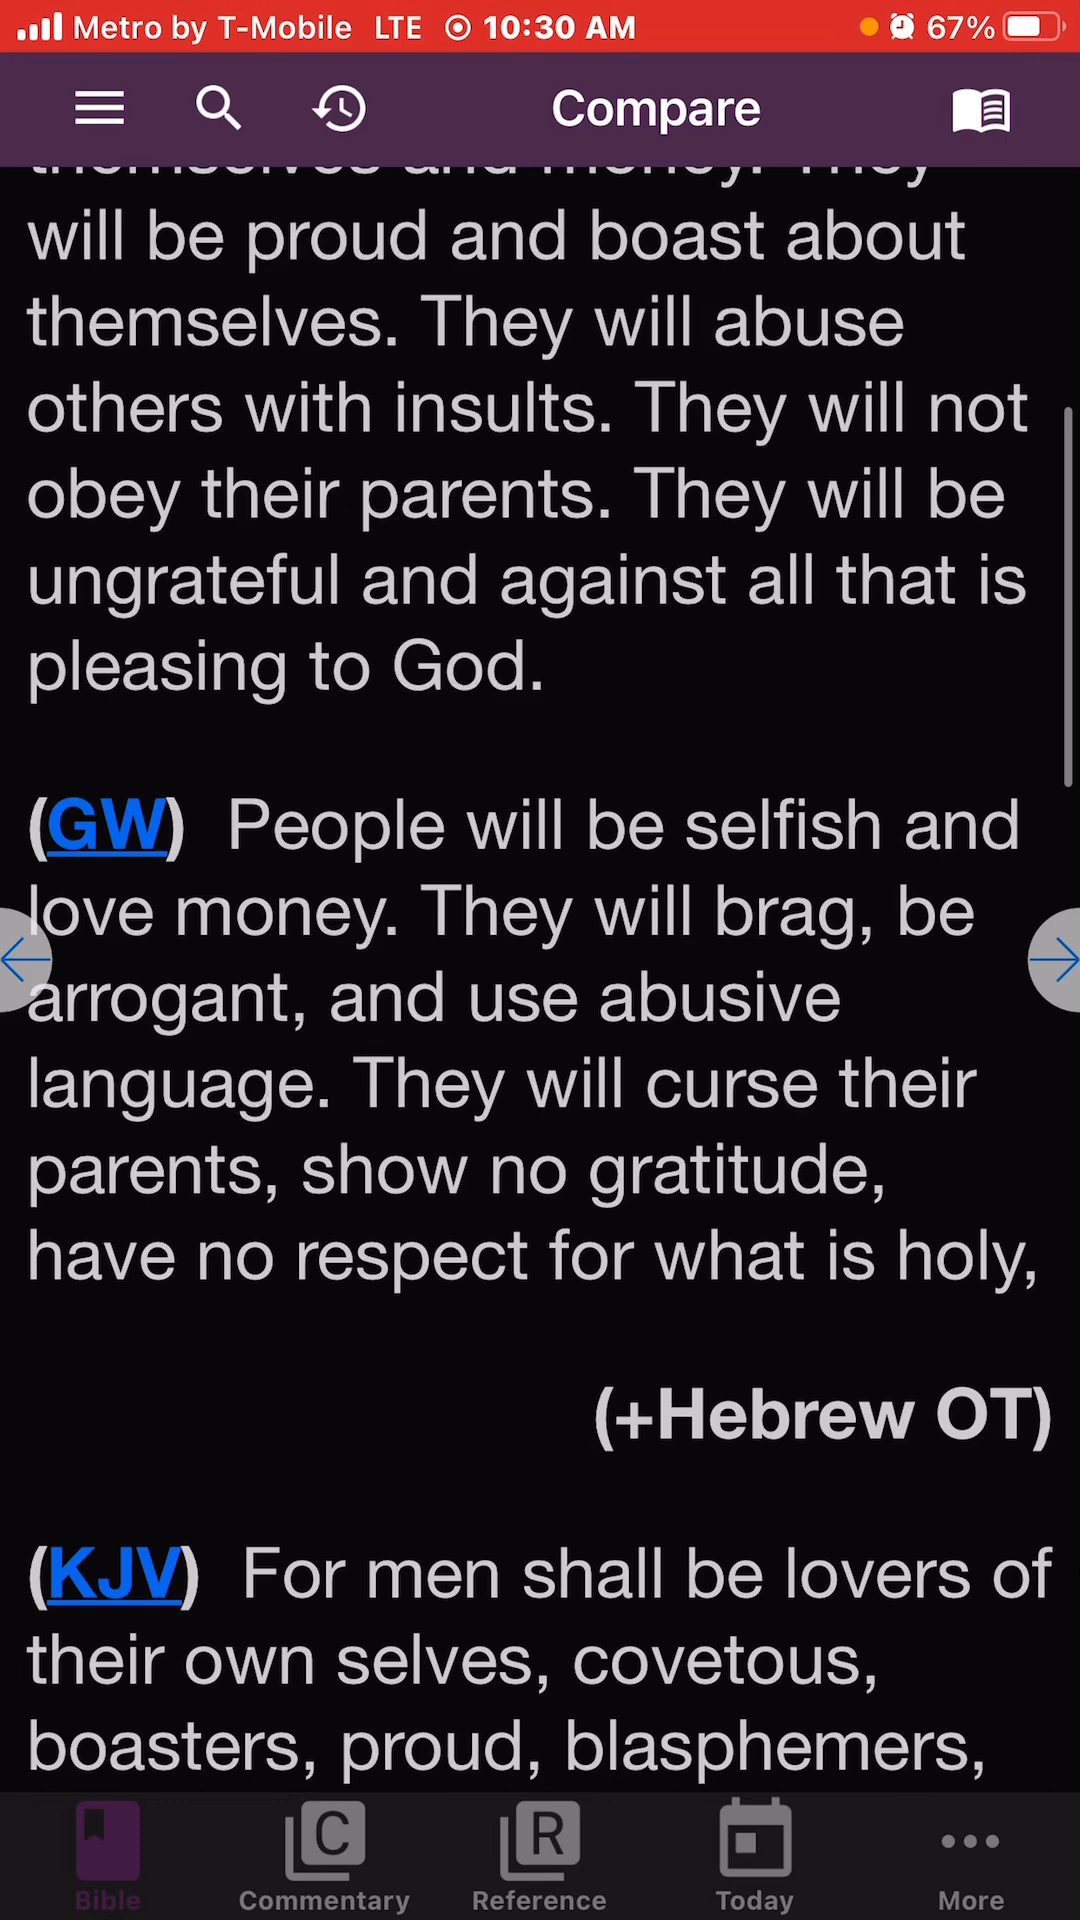 Metro by T-Mobile LTE 10:30 AM 67%
Compare
themselves and money. They
will be proud and boast about
themselves. They will abuse
others with insults. They will not
obey their parents. They will be
ungrateful and against all that is
pleasing to God.
(GW) People will be selfish and
love money. They will brag, be
arrogant, and use abusive
language. They will curse their
parents, show no gratitude,
have no respect for what is holy,
(+Hebrew OT)
(KJV) For men shall be lovers of
their own selves, covetous,
boasters, proud, blasphemers,
C R
Bible Commentary Reference Today More